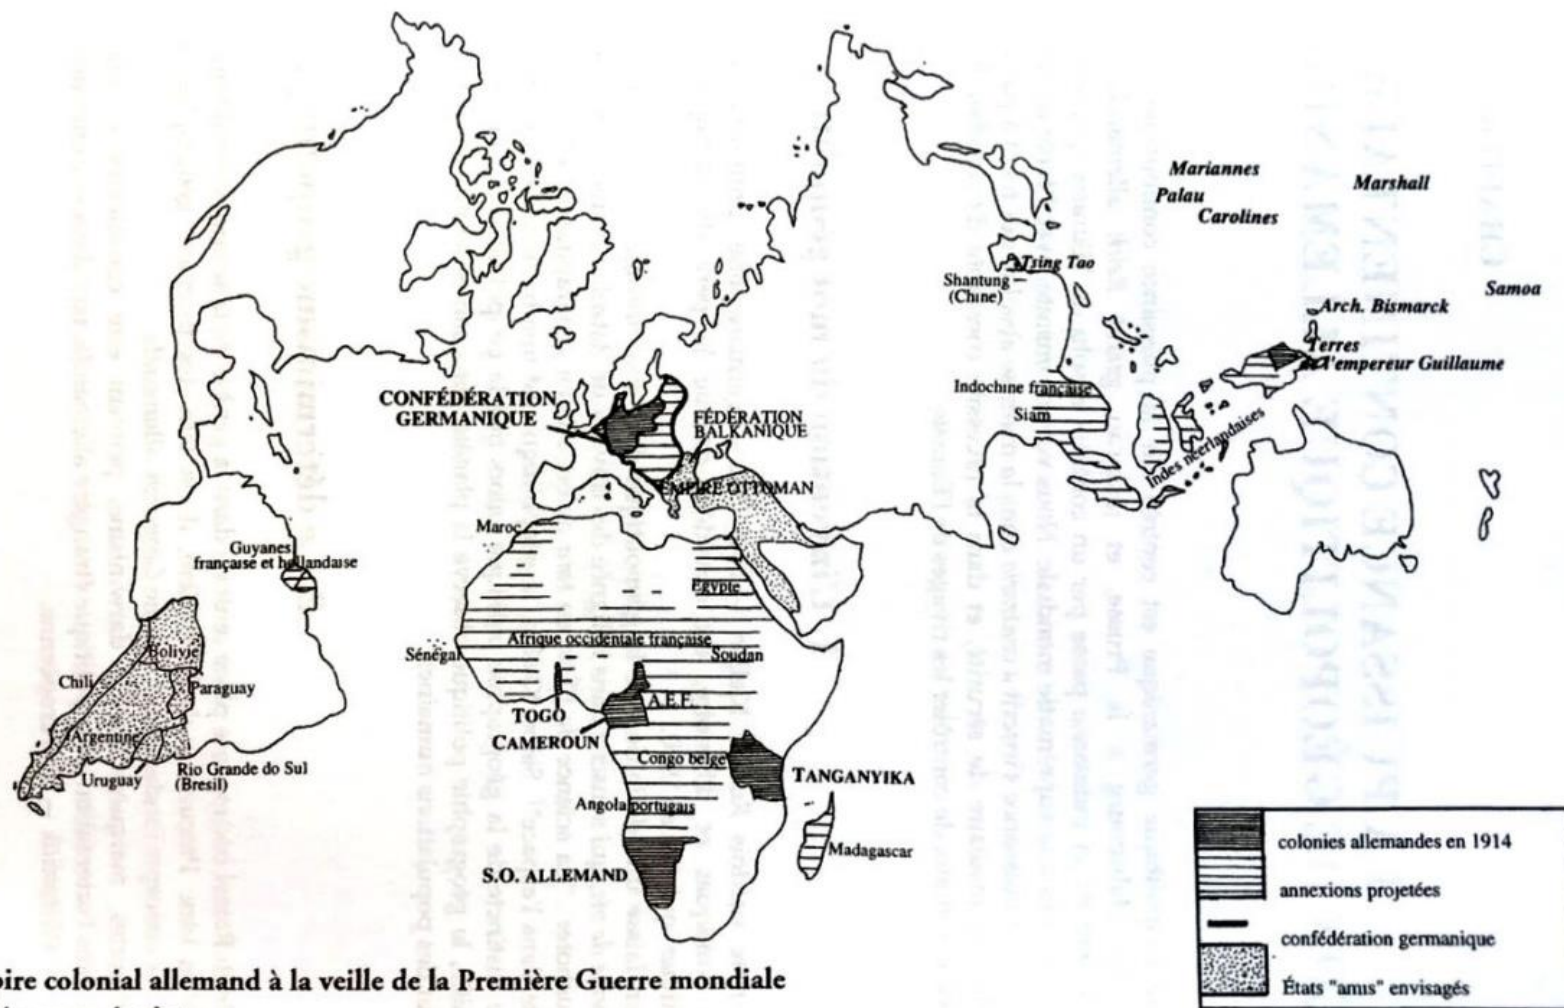 Mariannes
Palau
Carolines
Marshall
Tsing Tao
Shantung
(Chine)
Samoa
Arch. Bismarck
Terres
de l'empereur Guillaume
Indochine française
Siam
Indes néerlandaises
CONFÉDÉRATION
GERMANIQUE
FÉDÉRATION
BALKANIQUE
EMPIRE OTTOMAN
Maroc
Egypte
Guyanes
française et hollandaise
Afrique occidentale française
Sénégal
Soudan
Bolivie
Chili
Paraguay
A.E.F.
TOGO
CAMEROUN
Argentine
Congo belge
TANGANYIKA
Uruguay
Rio Grande do Sul
(Bresil)
Angola portugais
Madagascar
S.O. ALLEMAND
colonies allemandes en 1914
annexions projetées
confédération germanique
États "amis" envisagés
colonial allemand à la veille de la Première Guerre mondiale